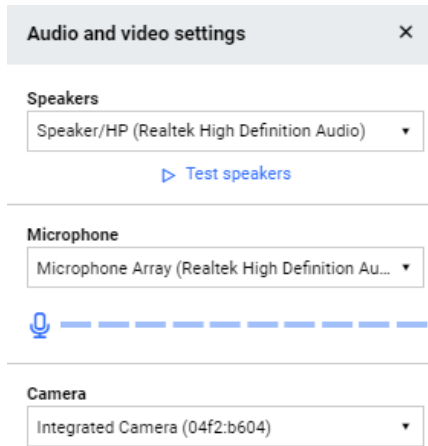 Audio and video settings
Speakers
Speaker/HP (Realtek High Definition Audio)
Test speakers
Microphone
Microphone Array (Realtek High Definition Au...
Camera
Integrated Camera (04f2:b604)